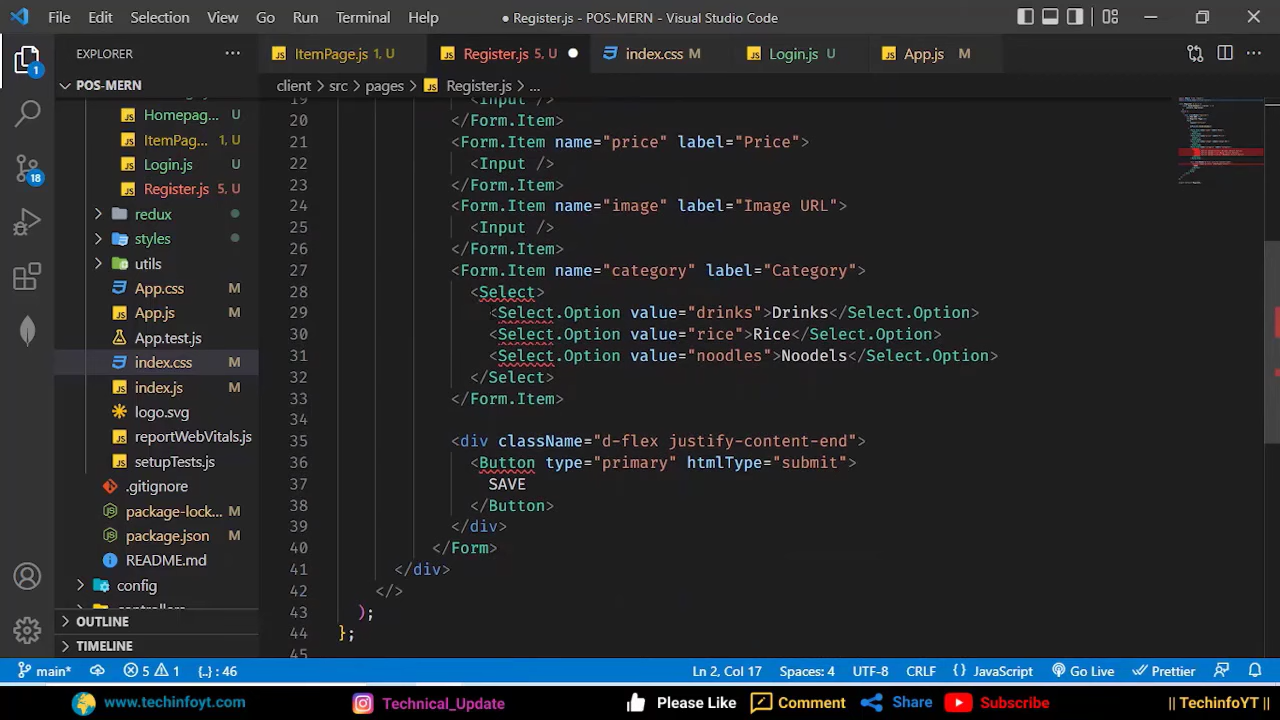 File Edit Selection View Go Run Terminal Help
● Register.js - POS-MERN - Visual Studio Code
EXPLORER
ItemPage.js 1, U
Register.js 5, U
index.css M
Login.js U
App.js M
POS-MERN
client > src > pages > Register.js > ...
Homepag... U
ItemPag... 1, U
Login.js U
Register.js 5, U
redux
styles
utils
App.css M
App.js M
App.test.js
index.css M
index.js M
logo.svg
reportWebVitals.js
setupTests.js
.gitignore
package-lock... M
package.json M
README.md
config
controllers
OUTLINE
TIMELINE
1
18
19 <Input />
20 </Form.Item>
21 <Form.Item name="price" label="Price">
22 <Input />
23 </Form.Item>
24 <Form.Item name="image" label="Image URL">
25 <Input />
26 </Form.Item>
27 <Form.Item name="category" label="Category">
28 <Select>
29 <Select.Option value="drinks">Drinks</Select.Option>
30 <Select.Option value="rice">Rice</Select.Option>
31 <Select.Option value="noodles">Noodels</Select.Option>
32 </Select>
33 </Form.Item>
34
35 <div className="d-flex justify-content-end">
36 <Button type="primary" htmlType="submit">
37 SAVE
38 </Button>
39 </div>
40 </Form>
41 </div>
42 </>
43 );
44 };
45
main* 5 1 {..} : 46 Ln 2, Col 17 Spaces: 4 UTF-8 CRLF {} JavaScript Go Live Prettier
www.techinfoyt.com Technical_Update Please Like Comment Share Subscribe || TechinfoYT ||